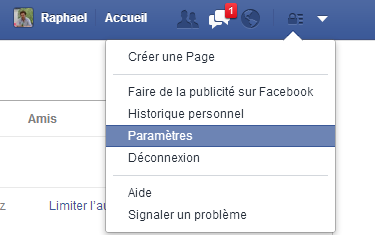 Raphael Accueil 1
Créer une Page
Faire de la publicité sur Facebook
Historique personnel
Amis
Paramètres
Déconnexion
Aide
z Limiter l'au
Signaler un problème